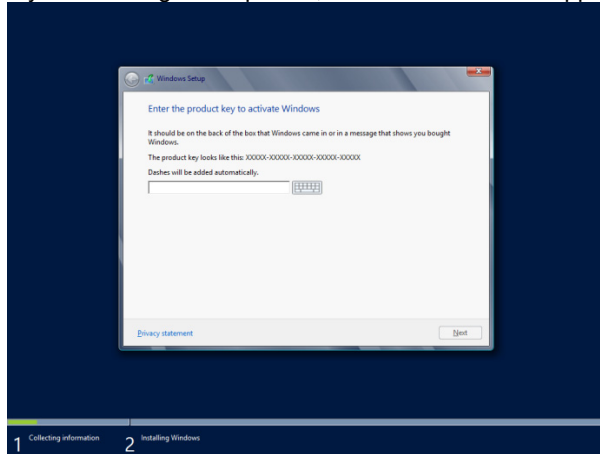 Windows Setup
Enter the product key to activate Windows
It should be on the back of the box that Windows came in or in a message that shows you bought
Windows.
The product key looks like this: XXXXX-XXXXX-XXXXX-XXXXX-XXXXX
Dashes will be added automatically.
Privacy statement
Next
1 Collecting information
2 Installing Windows